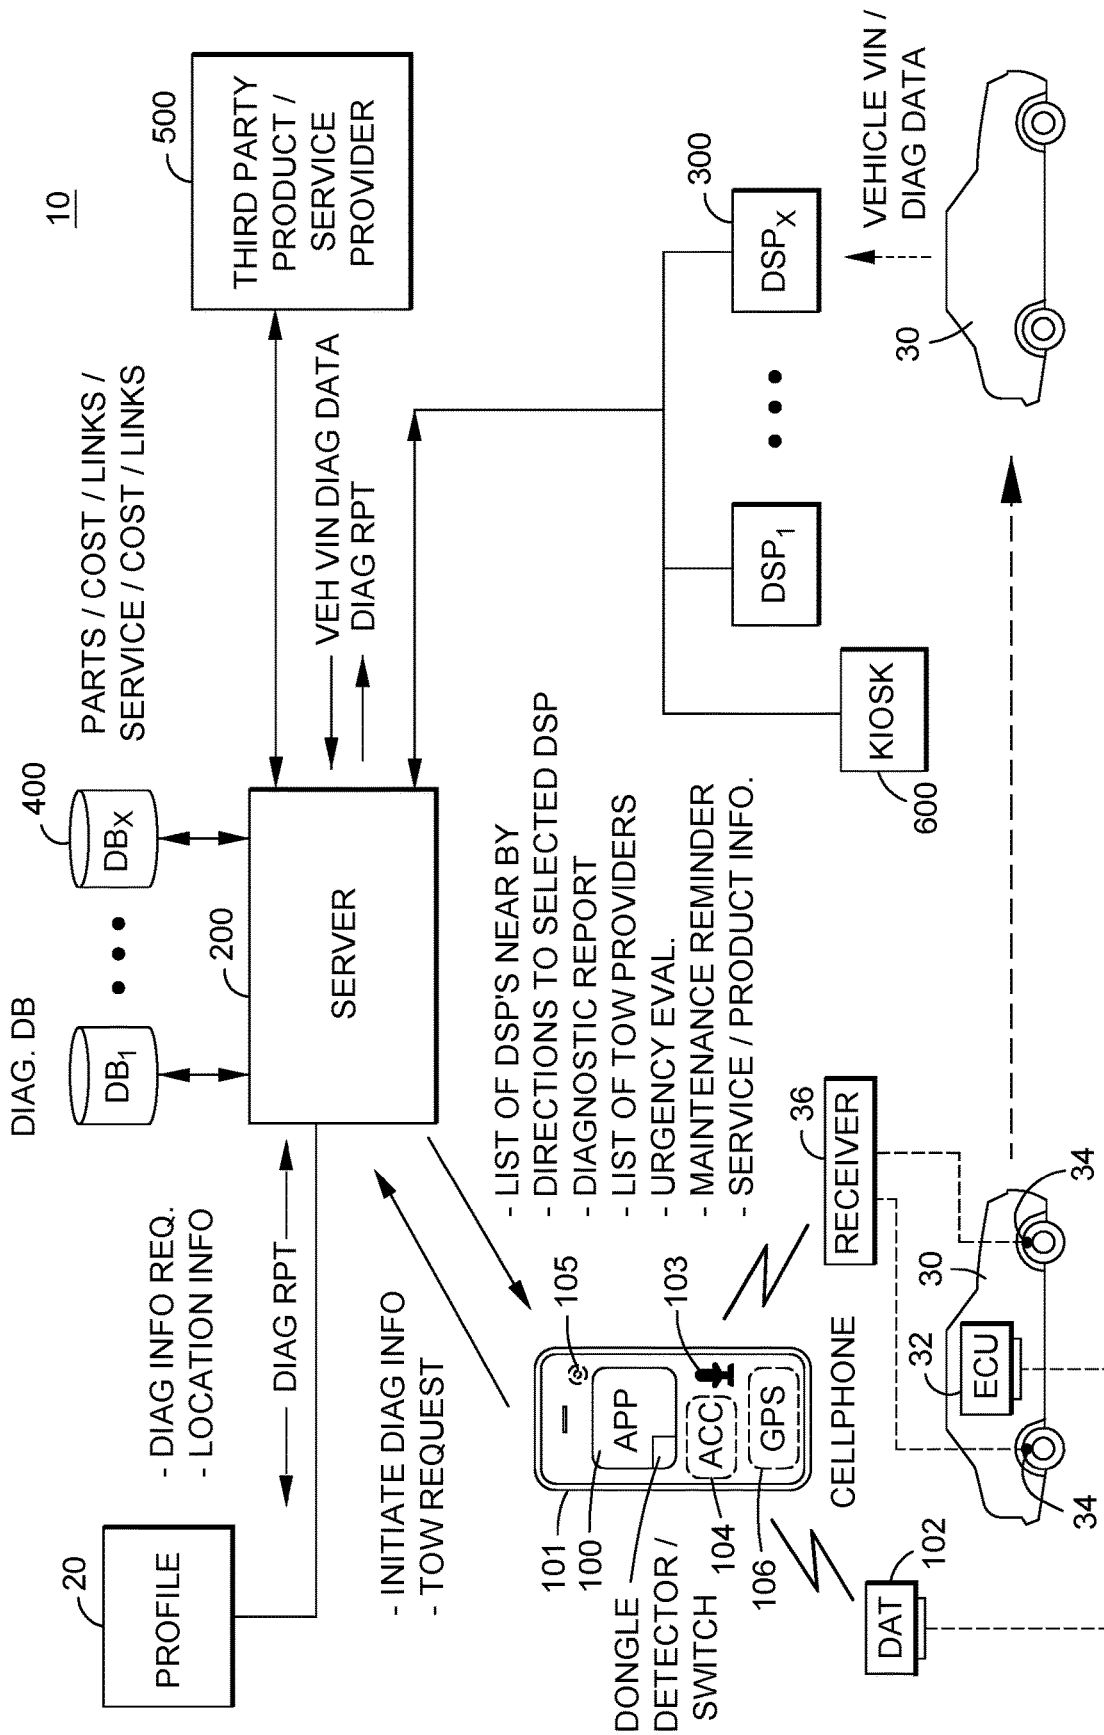 10
DIAG. DB
DB1
DBX
400
PARTS / COST / LINKS /
SERVICE / COST / LINKS
500
THIRD PARTY
PRODUCT /
SERVICE
PROVIDER
20
PROFILE
- DIAG INFO REQ.
- LOCATION INFO
DIAG RPT
200
SERVER
VEH VIN DIAG DATA
DIAG RPT
- INITIATE DIAG INFO
- TOW REQUEST
- LIST OF DSP'S NEAR BY
- DIRECTIONS TO SELECTED DSP
- DIAGNOSTIC REPORT
- LIST OF TOW PROVIDERS
- URGENCY EVAL.
- MAINTENANCE REMINDER
- SERVICE / PRODUCT INFO.
101
100
DONGLE
DETECTOR /
SWITCH
104
106
105
APP
ACC
103
GPS
CELLPHONE
102
DAT
36
RECEIVER
30
32
ECU
34
34
600
KIOSK
DSP1
300
DSPX
VEHICLE VIN /
DIAG DATA
30